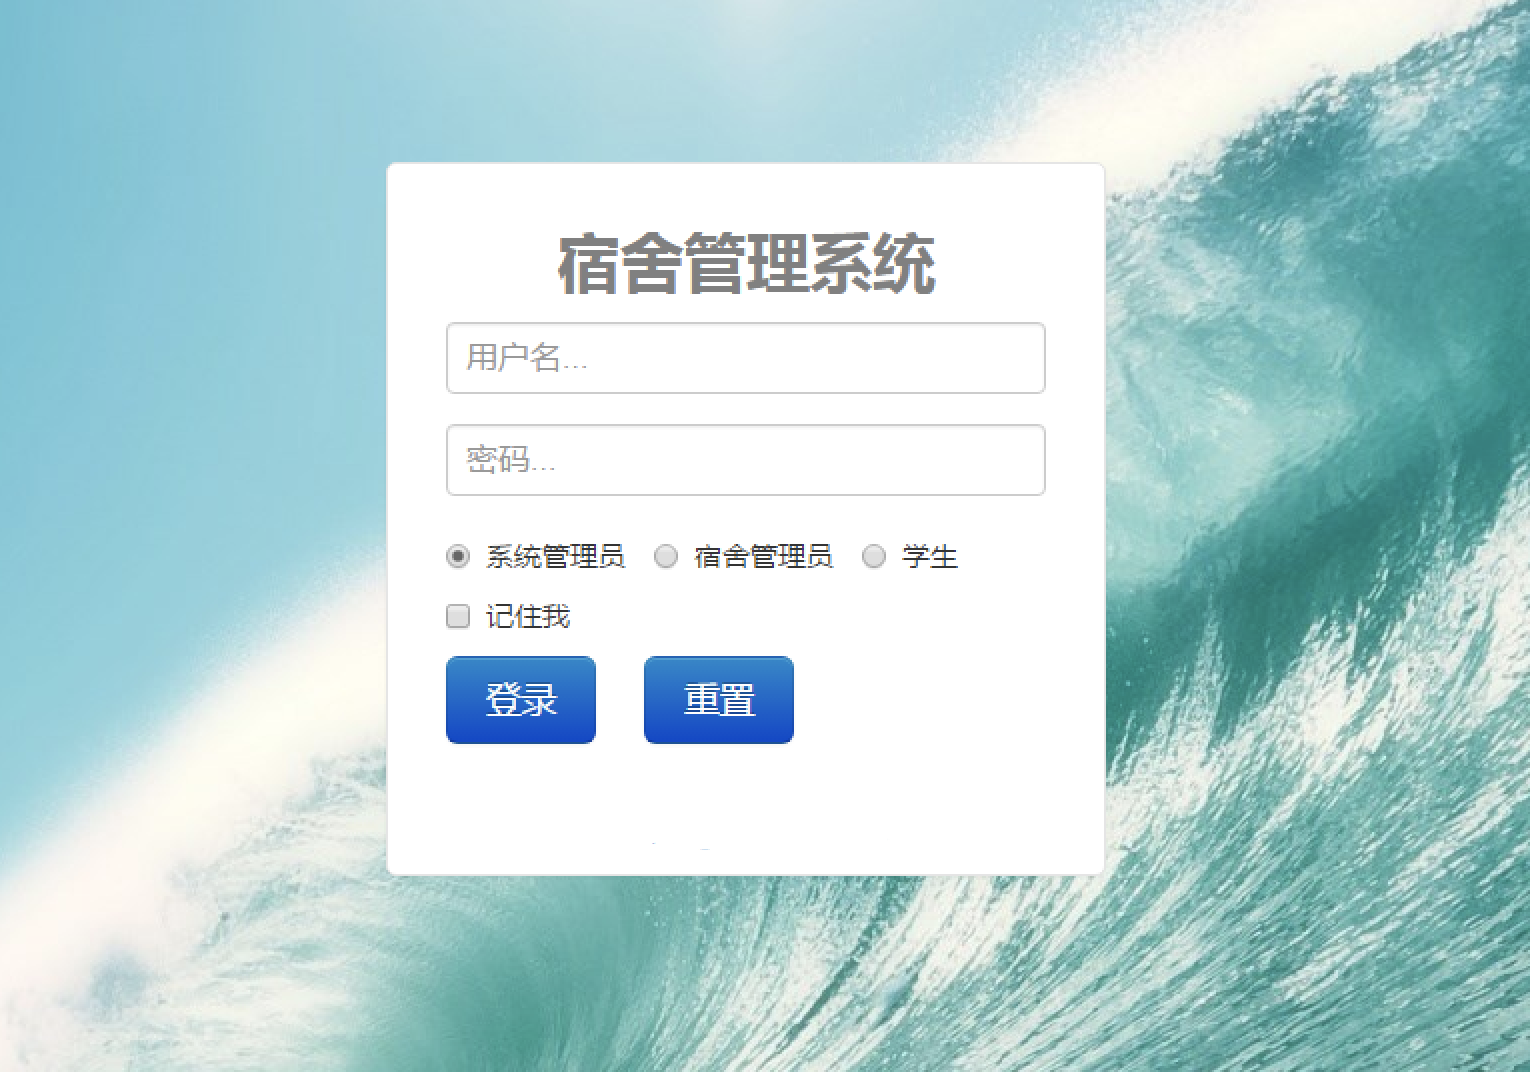 宿舍管理系统
用户名...
密码...
系统管理员 宿舍管理员 学生
记住我
登录 重置